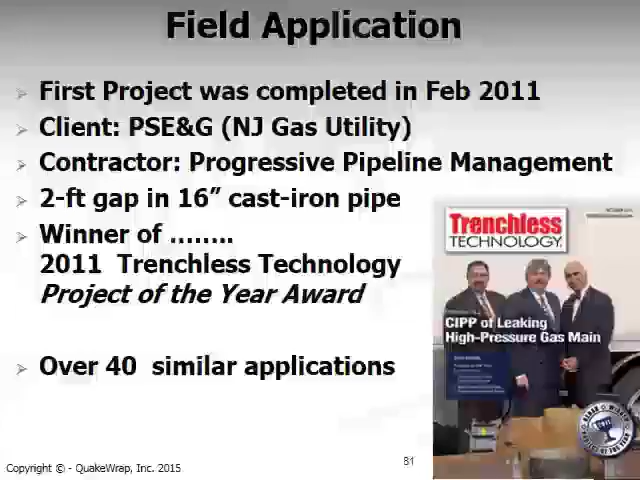 Field Application
First Project was completed in Feb 2011
Client: PSE&G (NJ Gas Utility)
Contractor: Progressive Pipeline Management
2-ft gap in 16” cast-iron pipe
Winner of ……..
2011 Trenchless Technology
Project of the Year Award
Over 40 similar applications
Trenchless
TECHNOLOGY
CIPP of Leaking
High-Pressure Gas Main
Copyright © - QuakeWrap, Inc. 2015
81